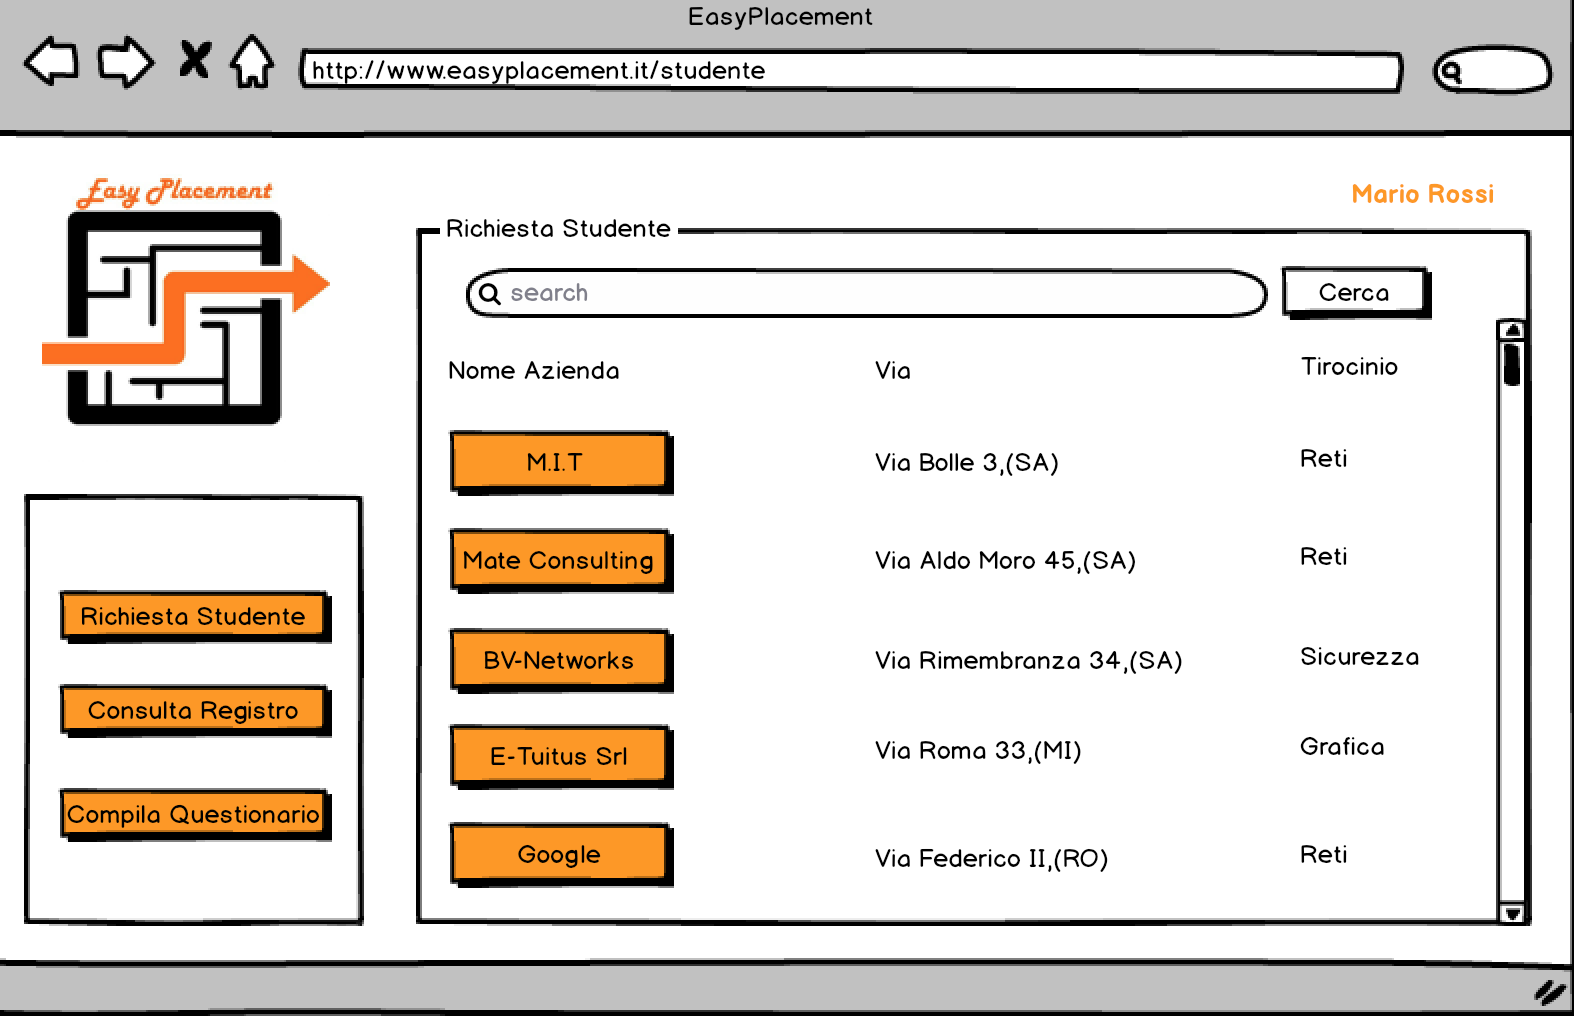 EasyPlacement
http://www.easyplacement.it/studente
Easy Placement
Mario Rossi
Richiesta Studente
search
Cerca
Nome Azienda Via Tirocinio
M.I.T Via Bolle 3,(SA) Reti
Mate Consulting Via Aldo Moro 45,(SA) Reti
BV-Networks Via Rimembranza 34,(SA) Sicurezza
E-Tuitus Srl Via Roma 33,(MI) Grafica
Google Via Federico II,(RO) Reti
Richiesta Studente
Consulta Registro
Compila Questionario